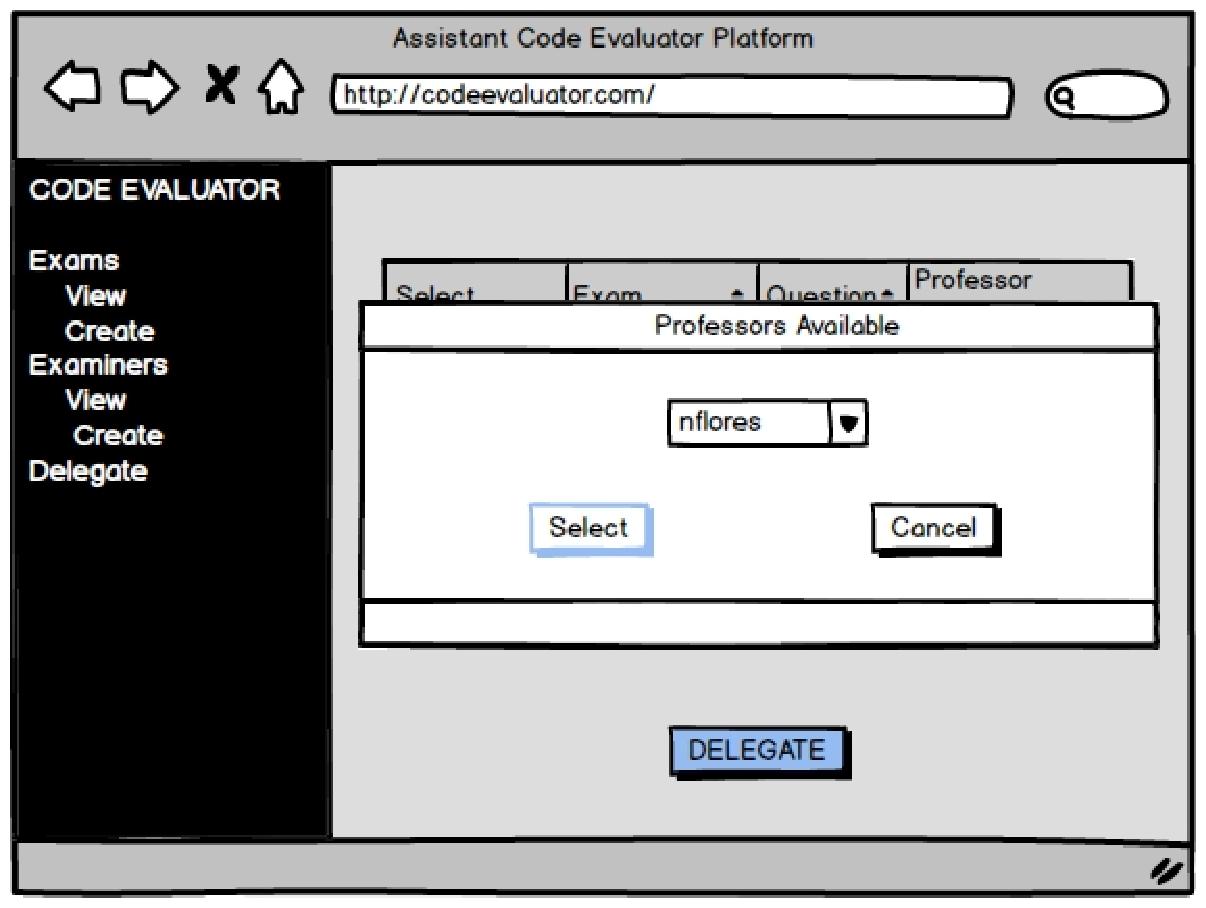 Assistant Code Evaluator Platform
http://codeevaluator.com/
CODE EVALUATOR
Exams
View
Create
Examiners
View
Create
Delegate
Select Exam Question Professor
Professors Available
nflores
Select Cancel
DELEGATE